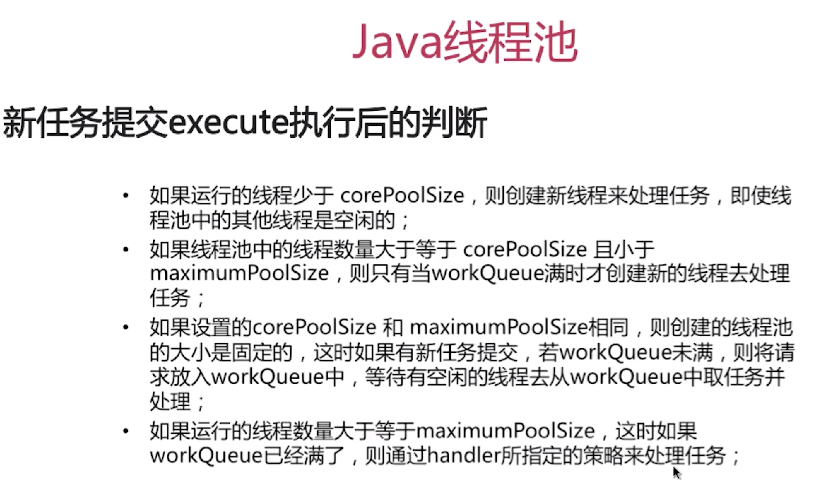 Java线程池
新任务提交execute执行后的判断
• 如果运行的线程少于 corePoolSize，则创建新线程来处理任务，即使线
程池中的其他线程是空闲的；
• 如果线程池中的线程数量大于等于 corePoolSize 且小于
maximumPoolSize，则只有当workQueue满时才创建新的线程去处理
任务；
• 如果设置的corePoolSize 和 maximumPoolSize相同，则创建的线程池
的大小是固定的，这时如果有新任务提交，若workQueue未满，则将请
求放入workQueue中，等待有空闲的线程去从workQueue中取任务并
处理；
• 如果运行的线程数量大于等于maximumPoolSize，这时如果
workQueue已经满了，则通过handler所指定的策略来处理任务；